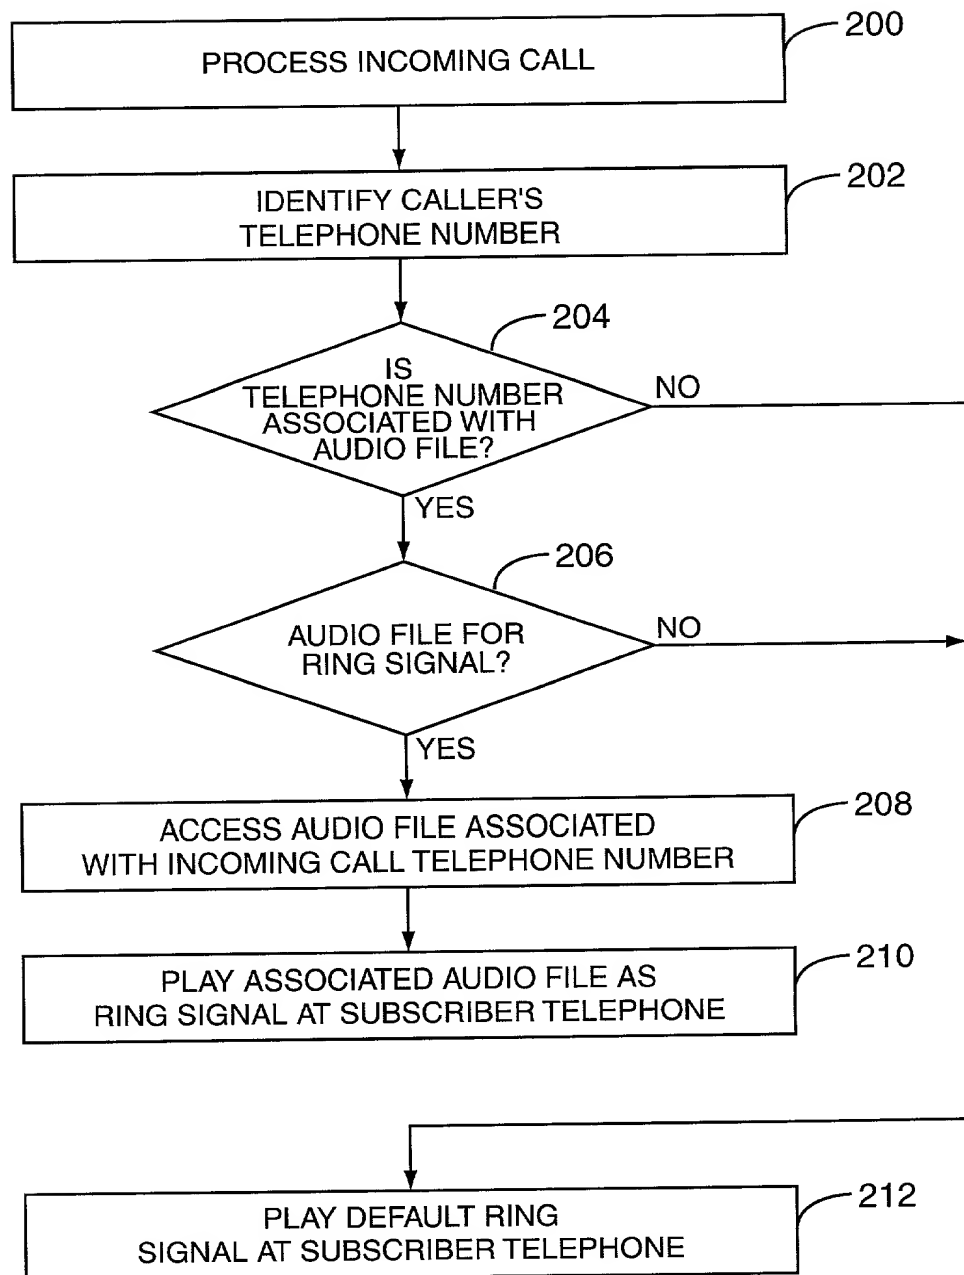 200
PROCESS INCOMING CALL
202
IDENTIFY CALLER'S
TELEPHONE NUMBER
204
IS
TELEPHONE NUMBER
ASSOCIATED WITH
AUDIO FILE?
NO
YES
206
AUDIO FILE FOR
RING SIGNAL?
NO
YES
208
ACCESS AUDIO FILE ASSOCIATED
WITH INCOMING CALL TELEPHONE NUMBER
210
PLAY ASSOCIATED AUDIO FILE AS
RING SIGNAL AT SUBSCRIBER TELEPHONE
212
PLAY DEFAULT RING
SIGNAL AT SUBSCRIBER TELEPHONE